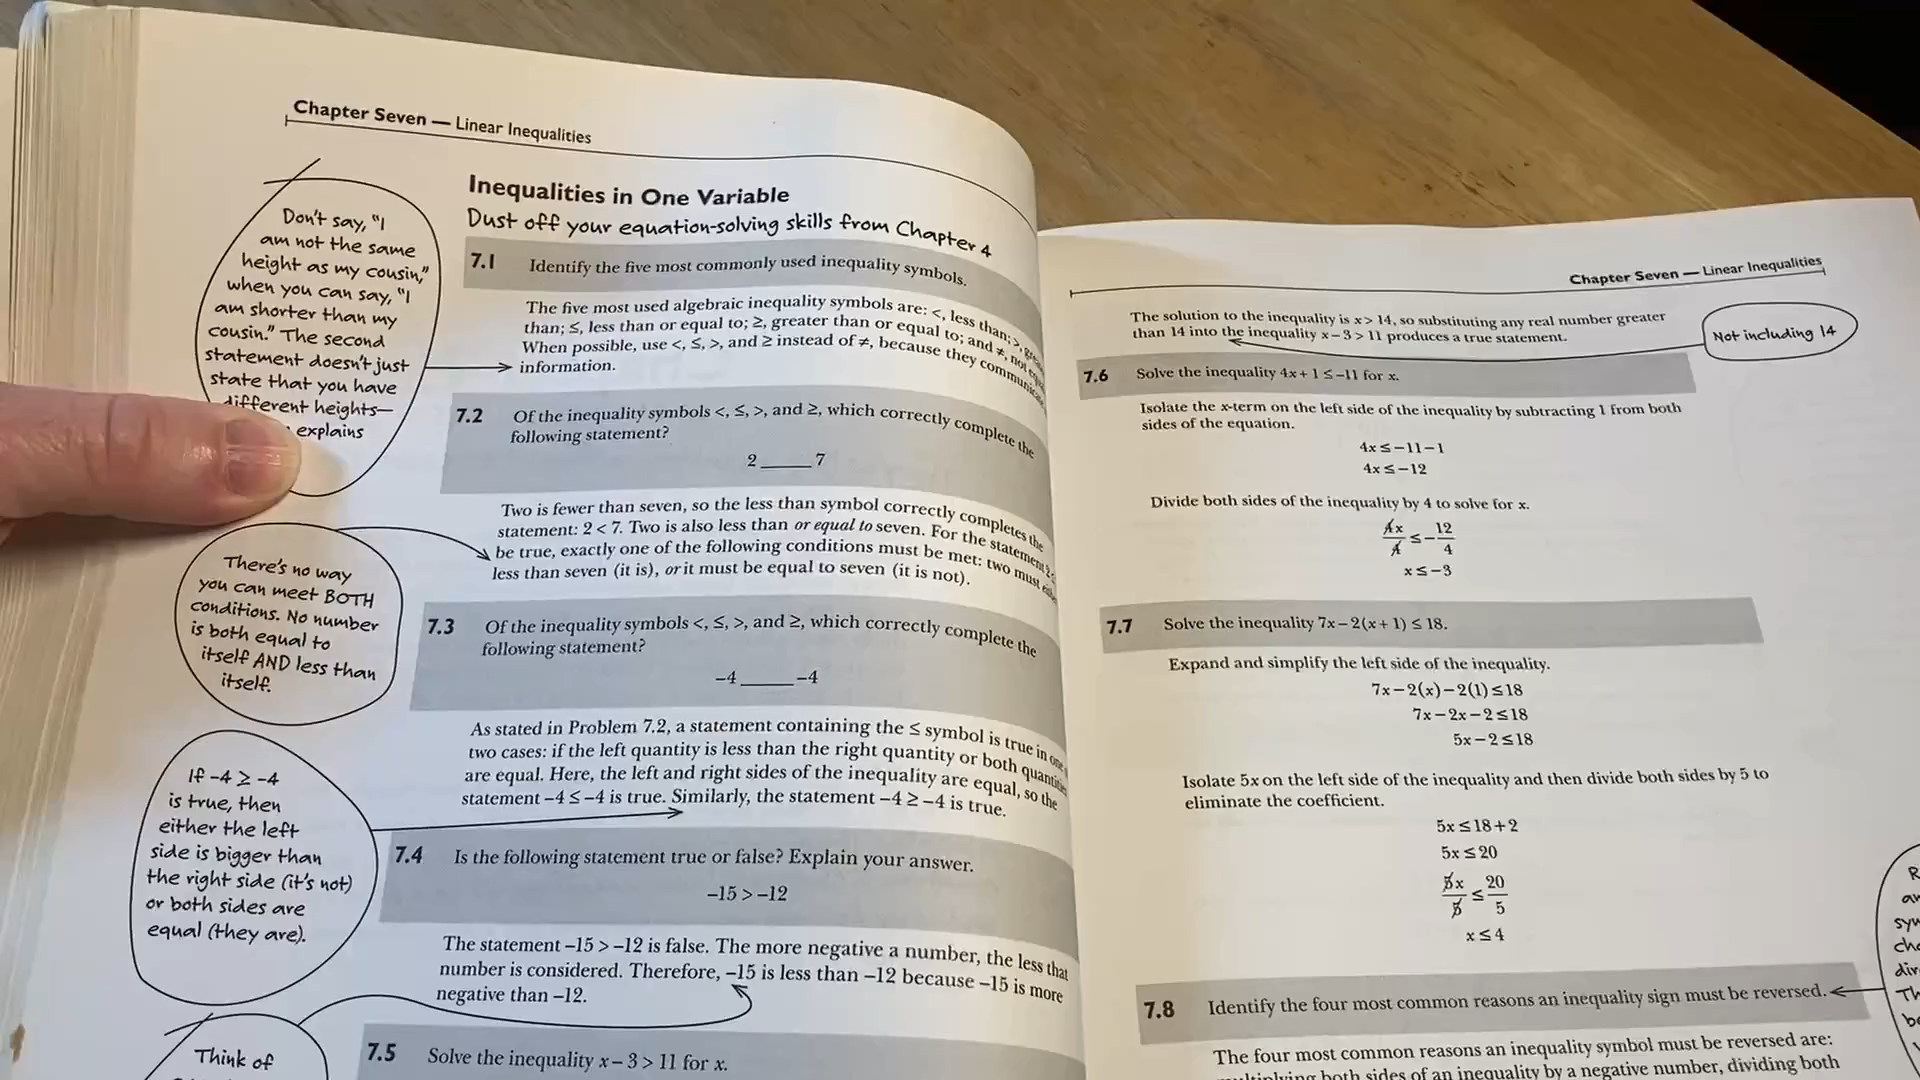 Chapter Seven — Linear Inequalities
Don't say, "I
am not the same
height as my cousin,"
when you can say, "I
am shorter than my
cousin." The second
statement doesn't just
state that you have
different heights—
explains
There's no way
you can meet BOTH
conditions. No number
is both equal to
itself AND less than
itself.
If -4 ≥ -4
is true, then
either the left
side is bigger than
the right side (it's not)
or both sides are
equal (they are).
Think of
Inequalities in One Variable
Dust off your equation-solving skills from Chapter 4
7.1 Identify the five most commonly used inequality symbols.
The five most used algebraic inequality symbols are: <, less than; >,
than; ≤, less than or equal to; ≥, greater than or equal to; and ≠, not
When possible, use <, ≤, >, and ≥ instead of ≠, because they communicate
information.
7.2 Of the inequality symbols <, ≤, >, and ≥, which correctly complete the
following statement?
2 _____ 7
Two is fewer than seven, so the less than symbol correctly completes the
statement: 2 < 7. Two is also less than or equal to seven. For the statement 2
be true, exactly one of the following conditions must be met: two must
less than seven (it is), or it must be equal to seven (it is not).
7.3 Of the inequality symbols <, ≤, >, and ≥, which correctly complete the
following statement?
–4 _____ –4
As stated in Problem 7.2, a statement containing the ≤ symbol is true in one
two cases: if the left quantity is less than the right quantity or both quantities
are equal. Here, the left and right sides of the inequality are equal, so the
statement –4 ≤ –4 is true. Similarly, the statement –4 ≥ –4 is true.
7.4 Is the following statement true or false? Explain your answer.
–15 > –12
The statement –15 > –12 is false. The more negative a number, the less that
number is considered. Therefore, –15 is less than –12 because –15 is more
negative than –12.
7.5 Solve the inequality x – 3 > 11 for x.
Chapter Seven — Linear Inequalities
The solution to the inequality is x > 14, so substituting any real number greater
than 14 into the inequality x – 3 > 11 produces a true statement.
Not including 14
7.6 Solve the inequality 4x + 1 ≤ –11 for x.
Isolate the x-term on the left side of the inequality by subtracting 1 from both
sides of the equation.
4x ≤ –11 – 1
4x ≤ –12
Divide both sides of the inequality by 4 to solve for x.
4x/4 ≤ –12/4
x ≤ –3
7.7 Solve the inequality 7x – 2(x + 1) ≤ 18.
Expand and simplify the left side of the inequality.
7x – 2(x) – 2(1) ≤ 18
7x – 2x – 2 ≤ 18
5x – 2 ≤ 18
Isolate 5x on the left side of the inequality and then divide both sides by 5 to
eliminate the coefficient.
5x ≤ 18 + 2
5x ≤ 20
5x/5 ≤ 20/5
x ≤ 4
7.8 Identify the four most common reasons an inequality sign must be reversed.
The four most common reasons an inequality symbol must be reversed are:
multiplying both sides of an inequality by a negative number, dividing both